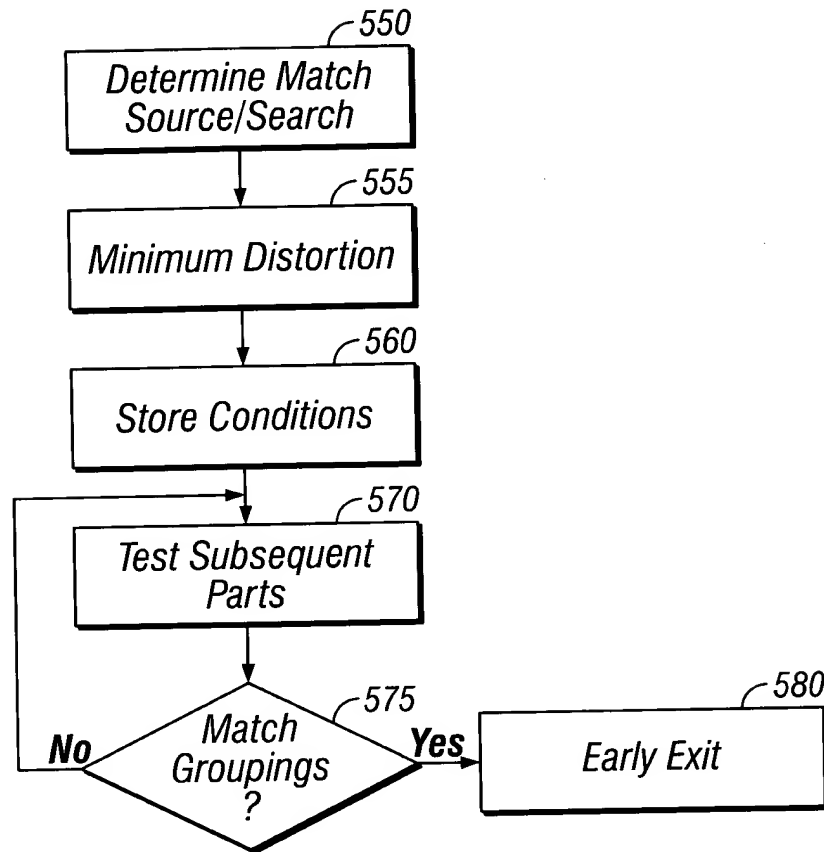 550
Determine Match
Source/Search
555
Minimum Distortion
560
Store Conditions
570
Test Subsequent
Parts
575
No
Match
Groupings
?
Yes
580
Early Exit